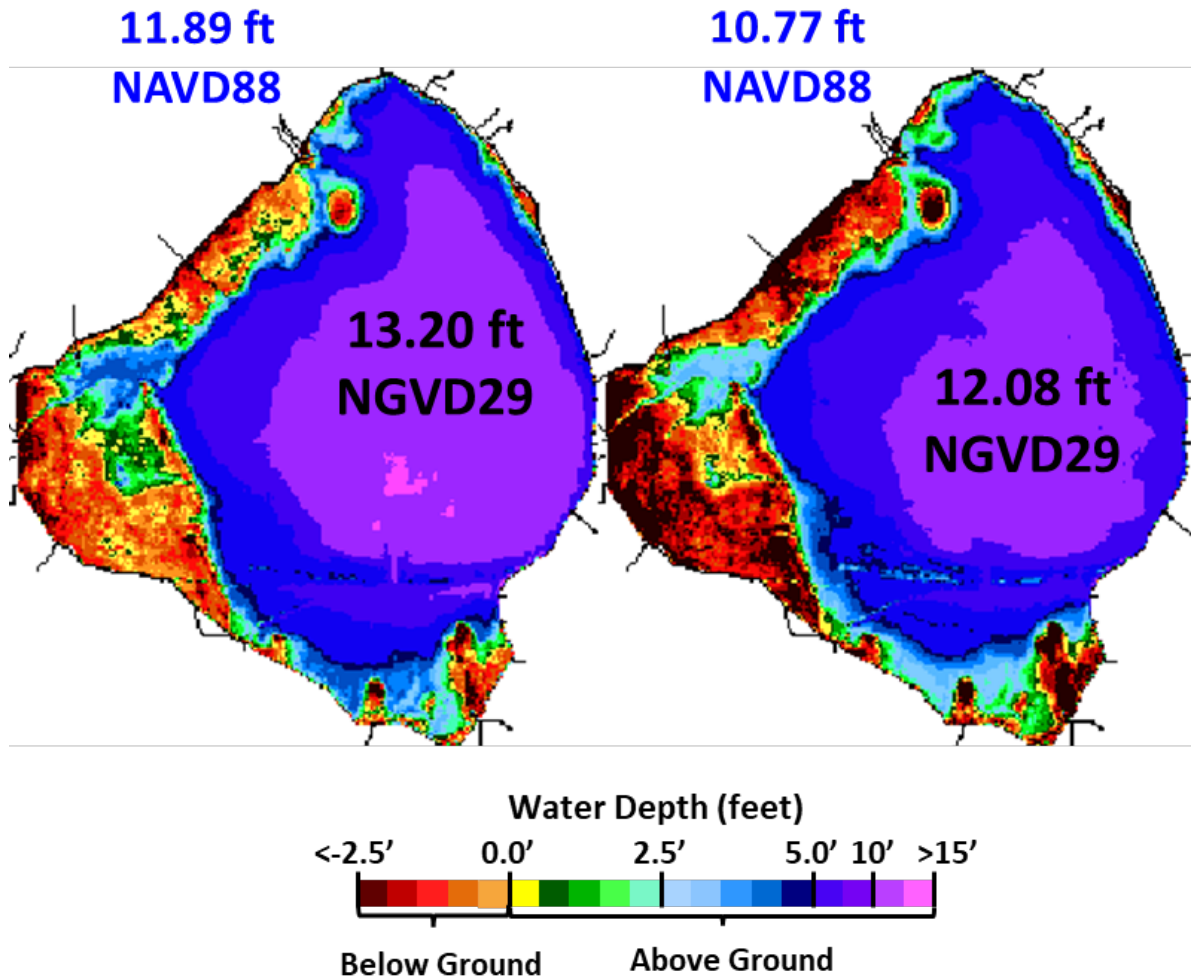 11.89 ft
NAVD88
10.77 ft
NAVD88
13.20 ft
NGVD29
12.08 ft
NGVD29
Water Depth (feet)
<-2.5’ 0.0’ 2.5’ 5.0’ 10’ >15’
Below Ground Above Ground